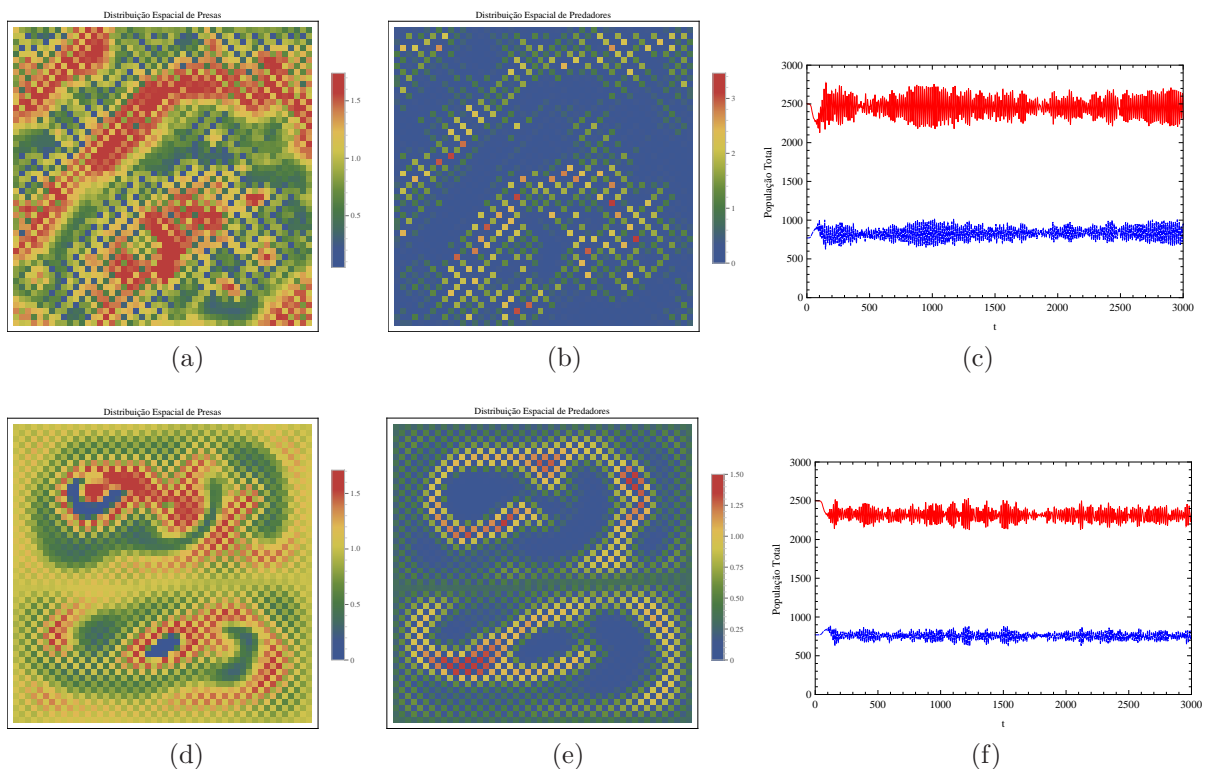 Distribuição Espacial de Presas
1.5
1.0
0.5
(a)
Distribuição Espacial de Predadores
3
2
1
0
(b)
População Total
3000
2500
2000
1500
1000
500
0
0 500 1000 1500 2000 2500 3000
t
(c)
Distribuição Espacial de Presas
1.5
1.0
0.5
0
(d)
Distribuição Espacial de Predadores
1.50
1.25
1.00
0.75
0.50
0.25
0
(e)
População Total
3000
2500
2000
1500
1000
500
0
0 500 1000 1500 2000 2500 3000
t
(f)